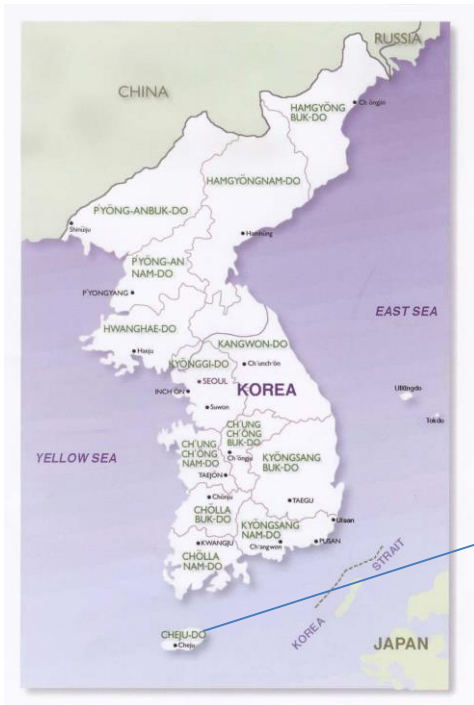 RUSSIA
CHINA
HAMGYŎNG
BUK-DO
Ch'ŏngjin
HAMGYŎNGNAM-DO
P'YŎNG-ANBUK-DO
Shinŭiju
Hamhŭng
P'YŎNG-AN
NAM-DO
P'YONGYANG
EAST SEA
HWANGHAE-DO
KANGWON-DO
Haeju
KYŎNGGI-DO
Ch'unch'ŏn
SEOUL
INCH'ON
KOREA
Ullŭngdo
Suwon
Tokdo
CH'UNG
CH'ŎNG
BUK-DO
CH'UNG
CH'ŎNG
NAM-DO
Ch'ŏngju
YELLOW SEA
KYŎNGSANG
BUK-DO
TAEJŎN
Chŏnju
TAEGU
CHŎLLA
BUK-DO
Ulsan
KYŎNGSANG
NAM-DO
KWANGJU
Ch'angwon
PUSAN
CHŎLLA
NAM-DO
KOREA STRAIT
CHEJU-DO
Cheju
JAPAN